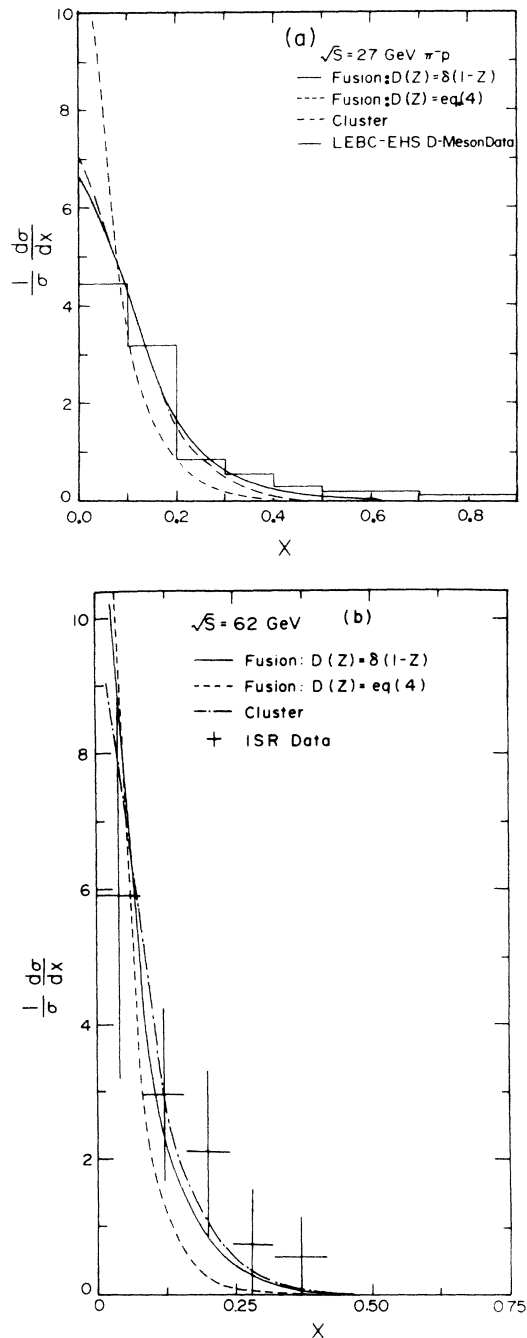 10
(a)
√S = 27 GeV π⁻p
Fusion: D(Z) = δ(1-Z)
Fusion: D(Z) = eq(4)
Cluster
LEBC-EHS D-Meson Data
8
6
1/σ dσ/dx
4
2
0
0.0 0.2 0.4 0.6 0.8
X
10
√S = 62 GeV (b)
Fusion: D(Z) = δ(1-Z)
Fusion: D(Z) = eq(4)
Cluster
ISR Data
8
6
1/σ dσ/dx
4
2
0
0 0.25 0.50 0.75
X